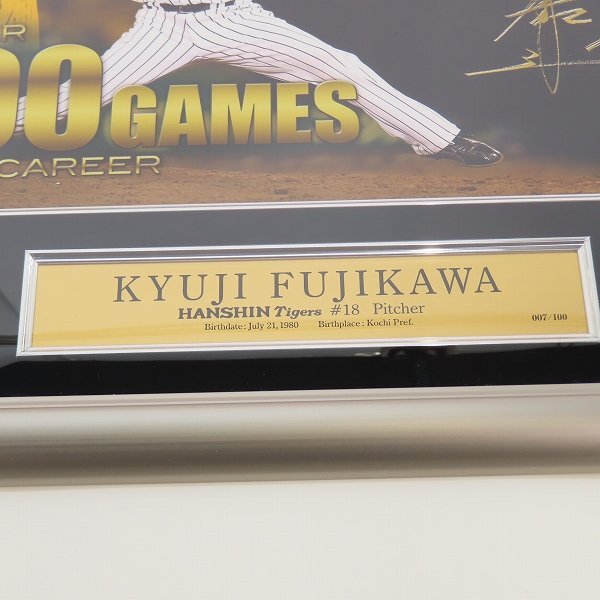 R
00 GAMES
CAREER
KYUJI FUJIKAWA
HANSHIN Tigers #18 Pitcher
Birthdate: July 21, 1980 Birthplace: Kochi Pref.
007/100